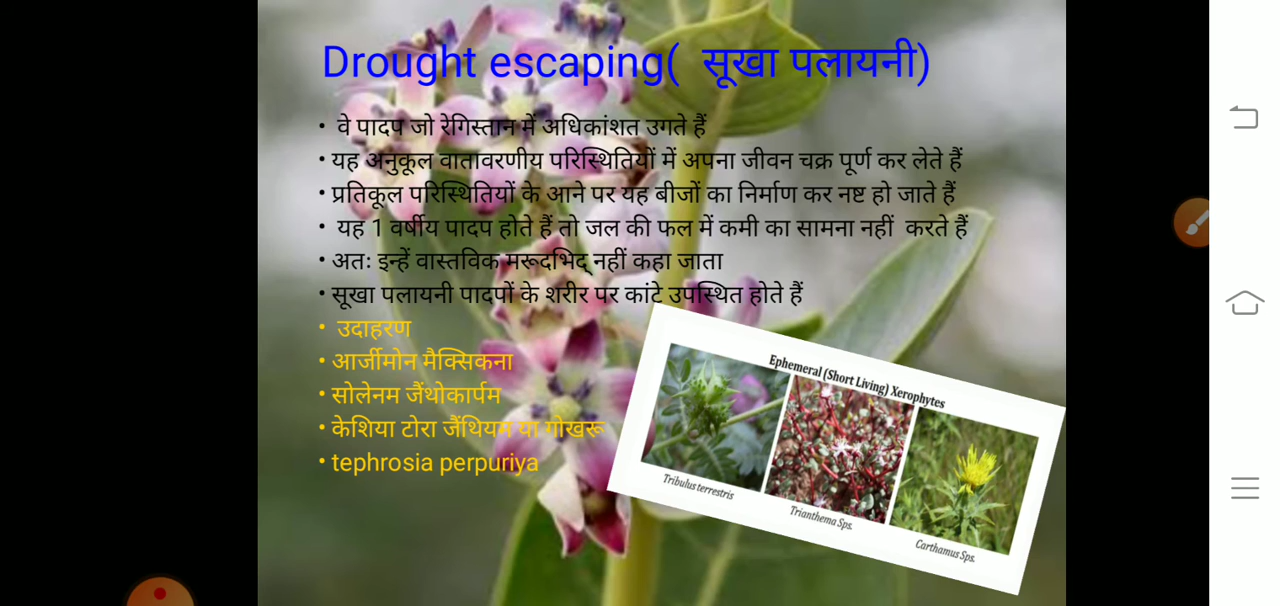 Drought escaping( सूखा पलायनी)
• वे पादप जो रेगिस्तान में अधिकांशत उगते हैं
• यह अनुकूल वातावरणीय परिस्थितियों में अपना जीवन चक्र पूर्ण कर लेते हैं
• प्रतिकूल परिस्थितियों के आने पर यह बीजों का निर्माण कर नष्ट हो जाते हैं
• यह 1 वर्षीय पादप होते हैं तो जल की फल में कमी का सामना नहीं करते हैं
• अतः इन्हें वास्तविक मरूदभिद् नहीं कहा जाता
• सूखा पलायनी पादपों के शरीर पर कांटे उपस्थित होते हैं
• उदाहरण
• आर्जीमोन मैक्सिकना
• सोलेनम जैंथोकार्पम
• केशिया टोरा जैंथियम या गोखरू
• tephrosia perpuriya
Ephemeral (Short Living) Xerophytes
Tribulus terrestris
Trianthema Sps.
Carthamus Sps.